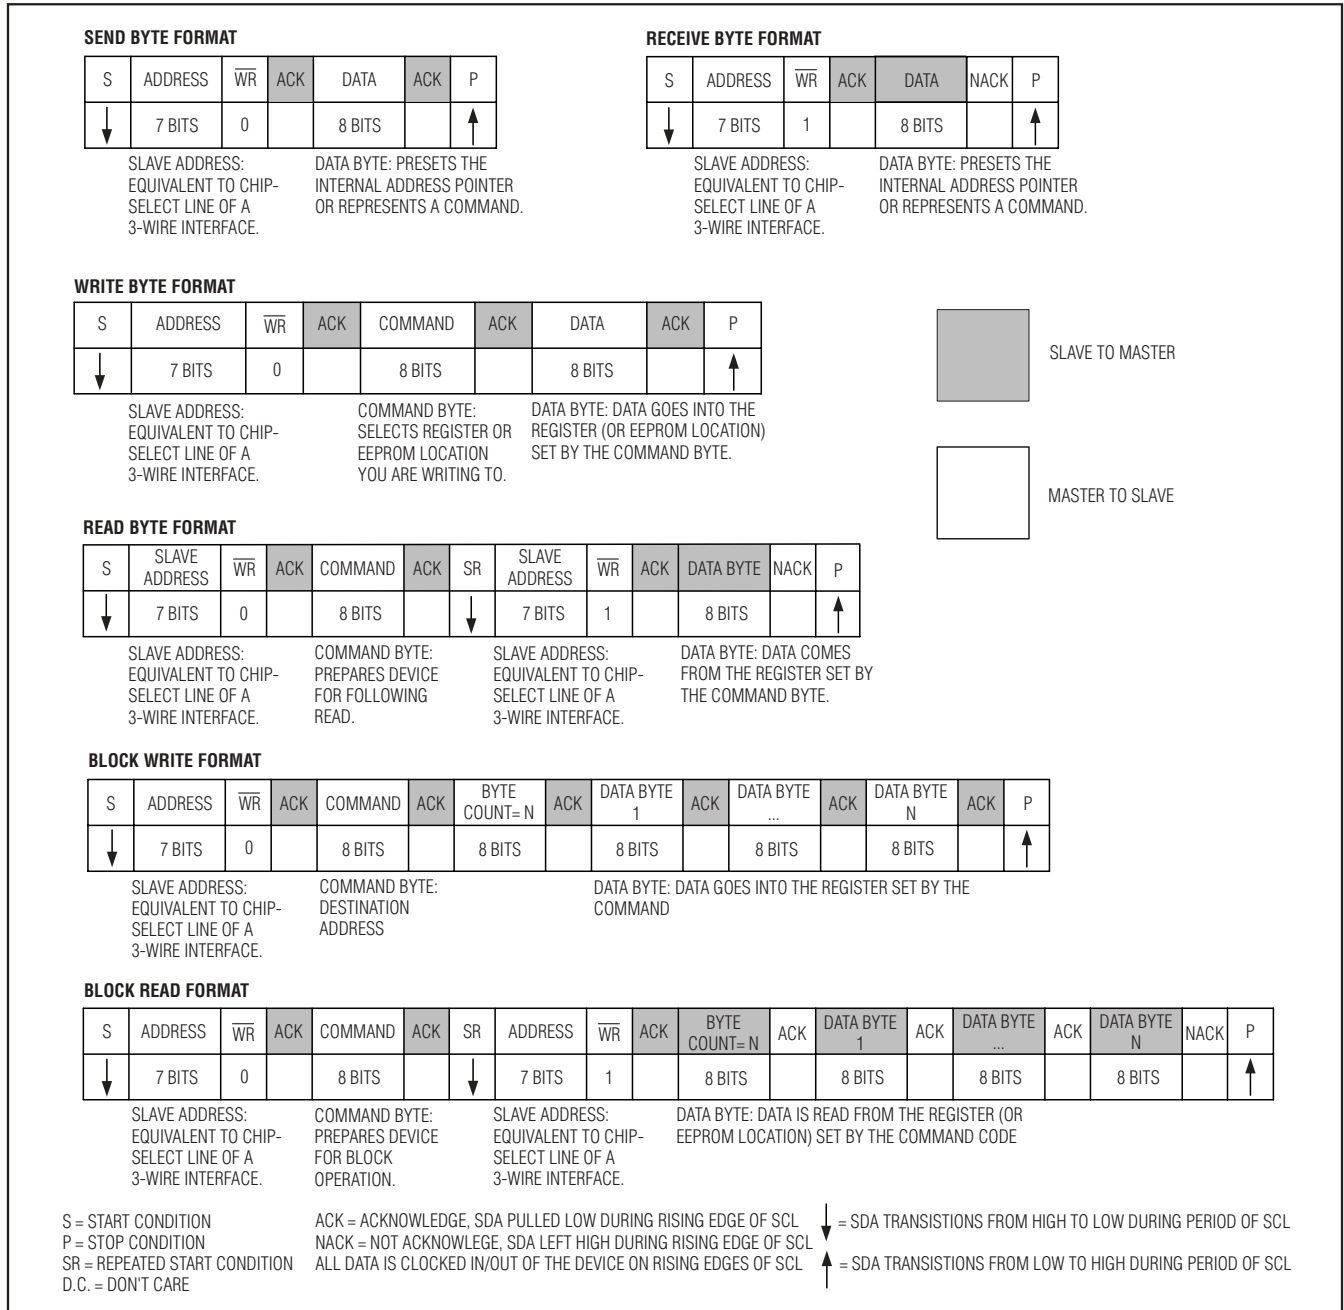 SEND BYTE FORMAT
S ADDRESS WR ACK DATA ACK P
7 BITS 0 8 BITS
SLAVE ADDRESS:
EQUIVALENT TO CHIP-
SELECT LINE OF A
3-WIRE INTERFACE.
DATA BYTE: PRESETS THE
INTERNAL ADDRESS POINTER
OR REPRESENTS A COMMAND.
RECEIVE BYTE FORMAT
S ADDRESS WR ACK DATA NACK P
7 BITS 1 8 BITS
SLAVE ADDRESS:
EQUIVALENT TO CHIP-
SELECT LINE OF A
3-WIRE INTERFACE.
DATA BYTE: PRESETS THE
INTERNAL ADDRESS POINTER
OR REPRESENTS A COMMAND.
WRITE BYTE FORMAT
S ADDRESS WR ACK COMMAND ACK DATA ACK P
7 BITS 0 8 BITS 8 BITS
SLAVE ADDRESS:
EQUIVALENT TO CHIP-
SELECT LINE OF A
3-WIRE INTERFACE.
COMMAND BYTE:
SELECTS REGISTER OR
EEPROM LOCATION
YOU ARE WRITING TO.
DATA BYTE: DATA GOES INTO THE
REGISTER (OR EEPROM LOCATION)
SET BY THE COMMAND BYTE.
SLAVE TO MASTER
MASTER TO SLAVE
READ BYTE FORMAT
S SLAVE ADDRESS WR ACK COMMAND ACK SR SLAVE ADDRESS WR ACK DATA BYTE NACK P
7 BITS 0 8 BITS 7 BITS 1 8 BITS
SLAVE ADDRESS:
EQUIVALENT TO CHIP-
SELECT LINE OF A
3-WIRE INTERFACE.
COMMAND BYTE:
PREPARES DEVICE
FOR FOLLOWING
READ.
SLAVE ADDRESS:
EQUIVALENT TO CHIP-
SELECT LINE OF A
3-WIRE INTERFACE.
DATA BYTE: DATA COMES
FROM THE REGISTER SET BY
THE COMMAND BYTE.
BLOCK WRITE FORMAT
S ADDRESS WR ACK COMMAND ACK BYTE COUNT= N ACK DATA BYTE 1 ACK DATA BYTE ... ACK DATA BYTE N ACK P
7 BITS 0 8 BITS 8 BITS 8 BITS 8 BITS 8 BITS
SLAVE ADDRESS:
EQUIVALENT TO CHIP-
SELECT LINE OF A
3-WIRE INTERFACE.
COMMAND BYTE:
DESTINATION
ADDRESS
DATA BYTE: DATA GOES INTO THE REGISTER SET BY THE
COMMAND
BLOCK READ FORMAT
S ADDRESS WR ACK COMMAND ACK SR ADDRESS WR ACK BYTE COUNT= N ACK DATA BYTE 1 ACK DATA BYTE ... ACK DATA BYTE N NACK P
7 BITS 0 8 BITS 7 BITS 1 8 BITS 8 BITS 8 BITS 8 BITS
SLAVE ADDRESS:
EQUIVALENT TO CHIP-
SELECT LINE OF A
3-WIRE INTERFACE.
COMMAND BYTE:
PREPARES DEVICE
FOR BLOCK
OPERATION.
SLAVE ADDRESS:
EQUIVALENT TO CHIP-
SELECT LINE OF A
3-WIRE INTERFACE.
DATA BYTE: DATA IS READ FROM THE REGISTER (OR
EEPROM LOCATION) SET BY THE COMMAND CODE
S = START CONDITION
P = STOP CONDITION
SR = REPEATED START CONDITION
D.C. = DON'T CARE
ACK = ACKNOWLEDGE, SDA PULLED LOW DURING RISING EDGE OF SCL
NACK = NOT ACKNOWLEGE, SDA LEFT HIGH DURING RISING EDGE OF SCL
ALL DATA IS CLOCKED IN/OUT OF THE DEVICE ON RISING EDGES OF SCL
= SDA TRANSISTIONS FROM HIGH TO LOW DURING PERIOD OF SCL
= SDA TRANSISTIONS FROM LOW TO HIGH DURING PERIOD OF SCL